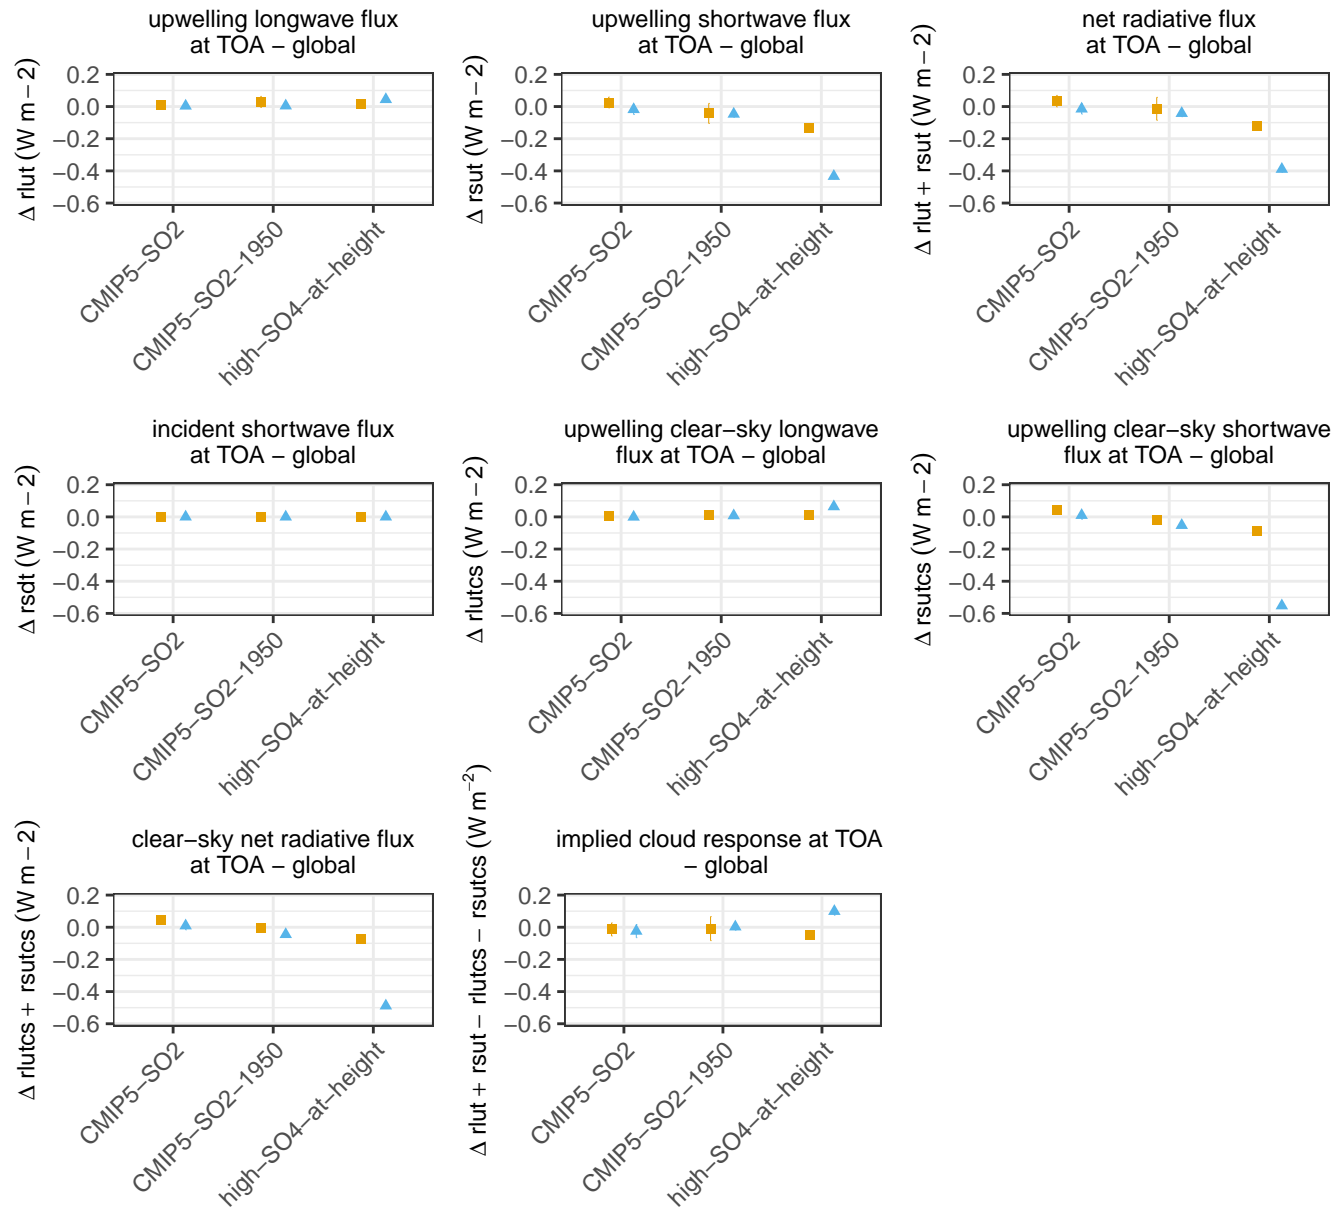 upwelling longwave flux
at TOA − global
Δ rlut (W m − 2)
0.2
0.0
−0.2
−0.4
−0.6
CMIP5−SO2
CMIP5−SO2−1950
high−SO4−at−height
upwelling shortwave flux
at TOA − global
Δ rsut (W m − 2)
0.2
0.0
−0.2
−0.4
−0.6
CMIP5−SO2
CMIP5−SO2−1950
high−SO4−at−height
net radiative flux
at TOA − global
Δ rlut + rsut (W m − 2)
0.2
0.0
−0.2
−0.4
−0.6
CMIP5−SO2
CMIP5−SO2−1950
high−SO4−at−height
incident shortwave flux
at TOA − global
Δ rsdt (W m − 2)
0.2
0.0
−0.2
−0.4
−0.6
CMIP5−SO2
CMIP5−SO2−1950
high−SO4−at−height
upwelling clear−sky longwave
flux at TOA − global
Δ rlutcs (W m − 2)
0.2
0.0
−0.2
−0.4
−0.6
CMIP5−SO2
CMIP5−SO2−1950
high−SO4−at−height
upwelling clear−sky shortwave
flux at TOA − global
Δ rsutcs (W m − 2)
0.2
0.0
−0.2
−0.4
−0.6
CMIP5−SO2
CMIP5−SO2−1950
high−SO4−at−height
clear−sky net radiative flux
at TOA − global
Δ rlutcs + rsutcs (W m − 2)
0.2
0.0
−0.2
−0.4
−0.6
CMIP5−SO2
CMIP5−SO2−1950
high−SO4−at−height
implied cloud response at TOA
− global
Δ rlut + rsut − rlutcs − rsutcs (W m⁻²)
0.2
0.0
−0.2
−0.4
−0.6
CMIP5−SO2
CMIP5−SO2−1950
high−SO4−at−height